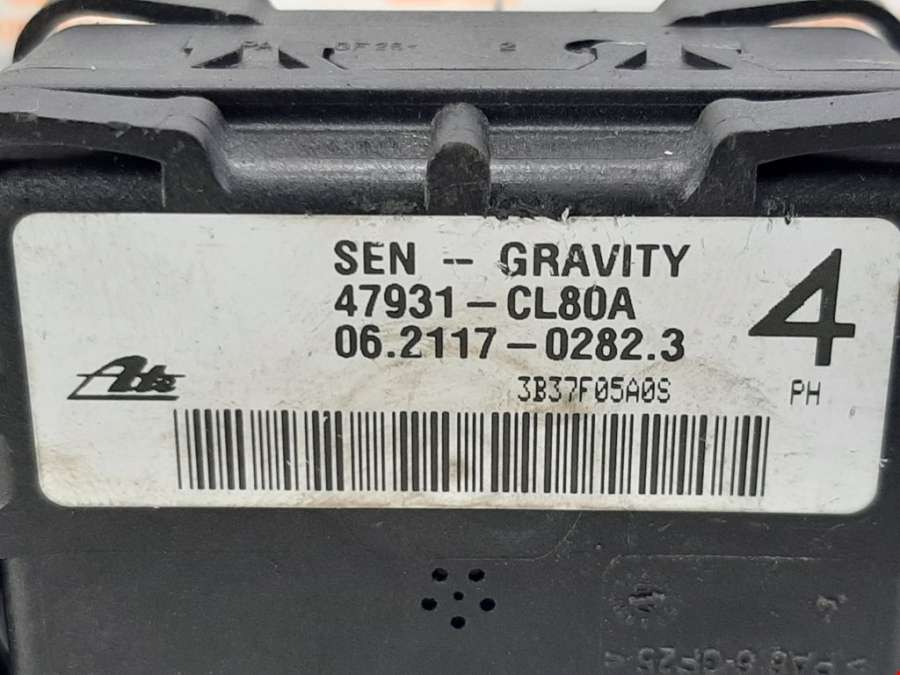 SEN -- GRAVITY
47931-CL80A
06.2117-0282.3
4
Ate
3B37F05A0S
PH